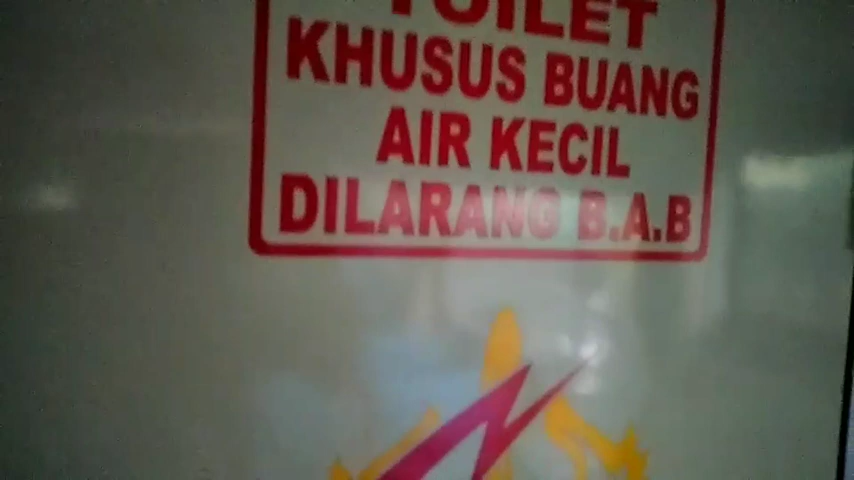 TOILET
KHUSUS BUANG
AIR KECIL
DILARANG B.A.B